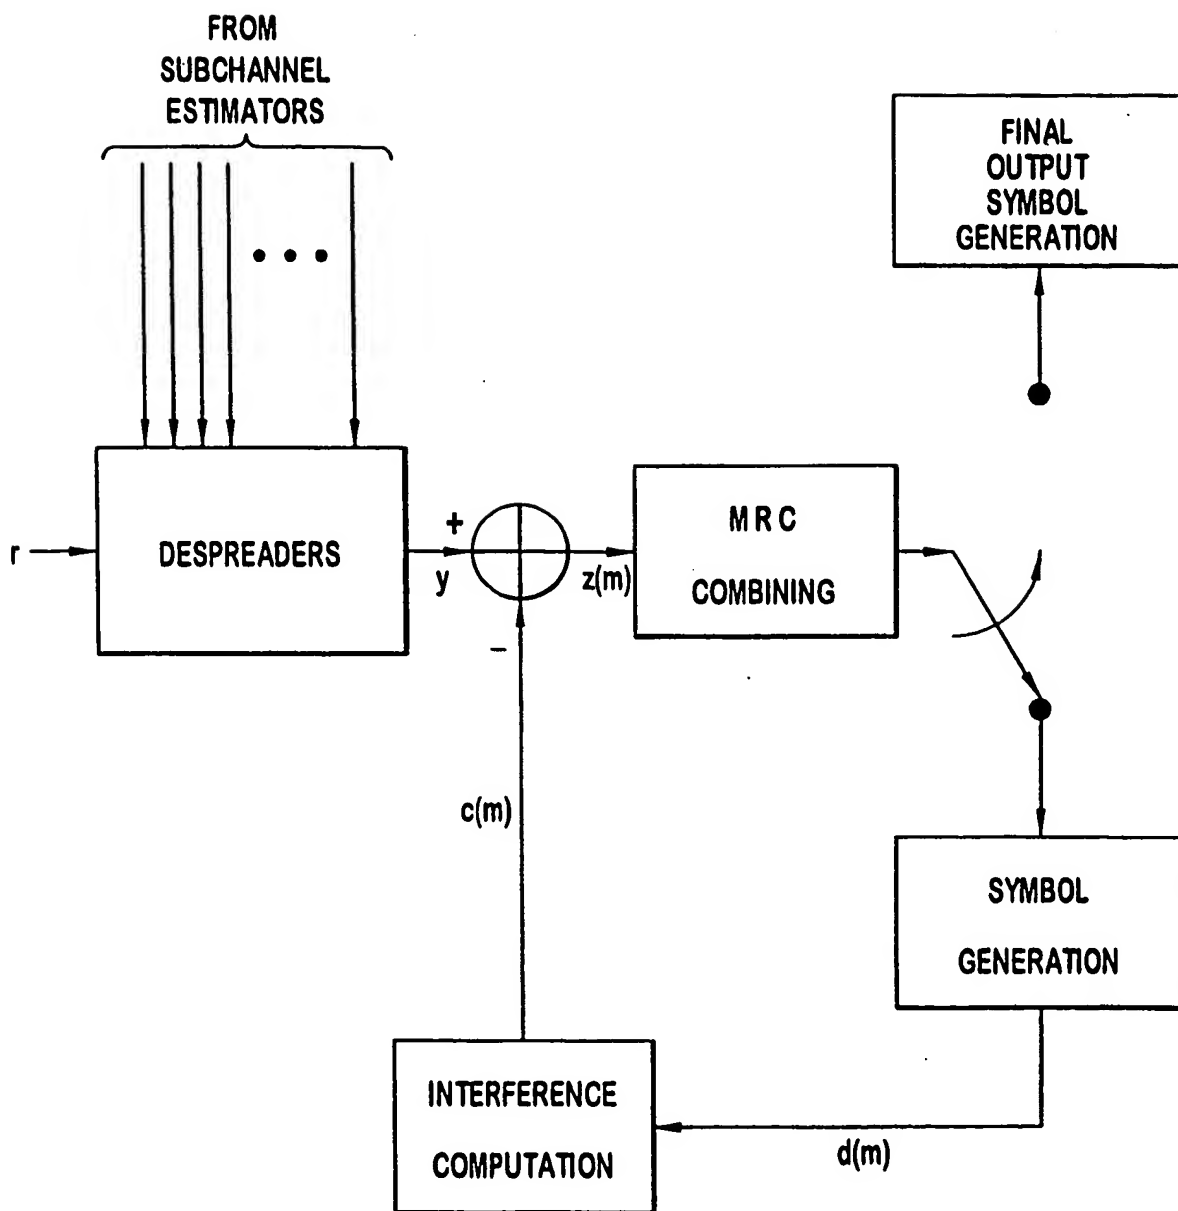 FROM
SUBCHANNEL
ESTIMATORS
FINAL
OUTPUT
SYMBOL
GENERATION
r
DESPREADERS
+
y
−
z(m)
MRC
COMBINING
c(m)
SYMBOL
GENERATION
INTERFERENCE
COMPUTATION
d(m)